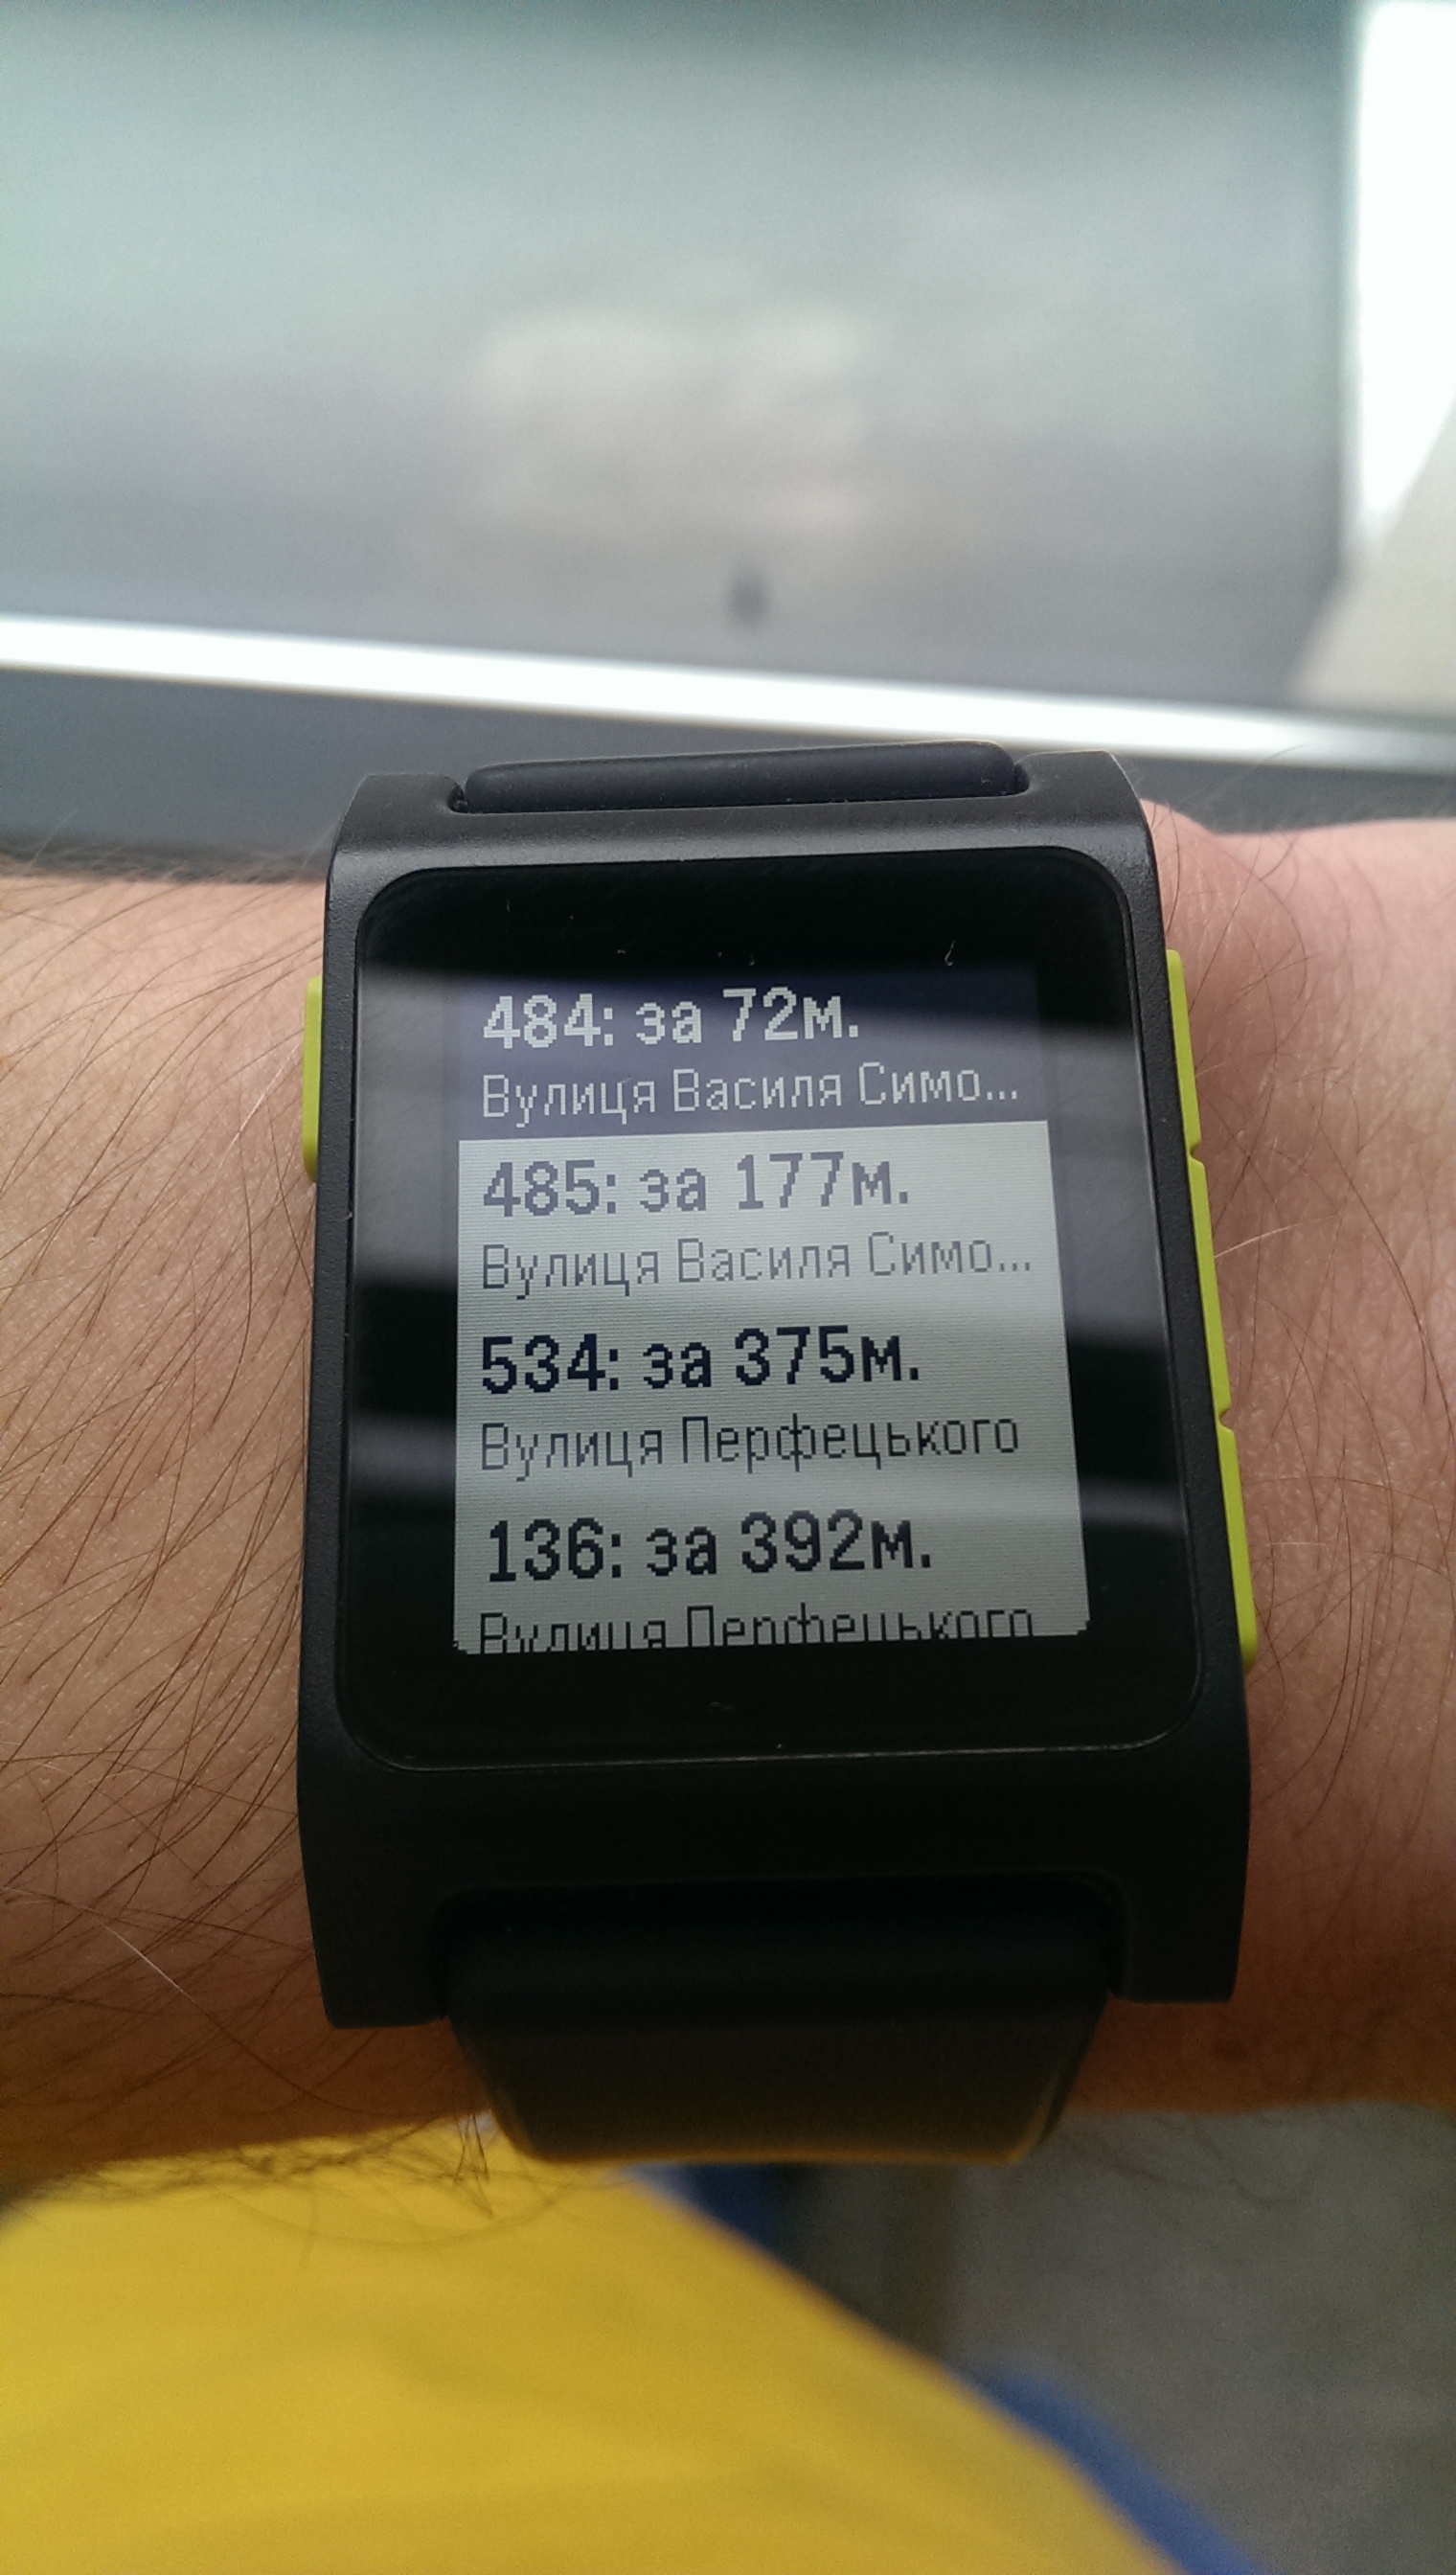 484: за 72м.
Вулиця Василя Симо...
485: за 177м.
Вулиця Василя Симо...
534: за 375м.
Вулиця Перфецького
136: за 392м.
Вулиця Перфецького